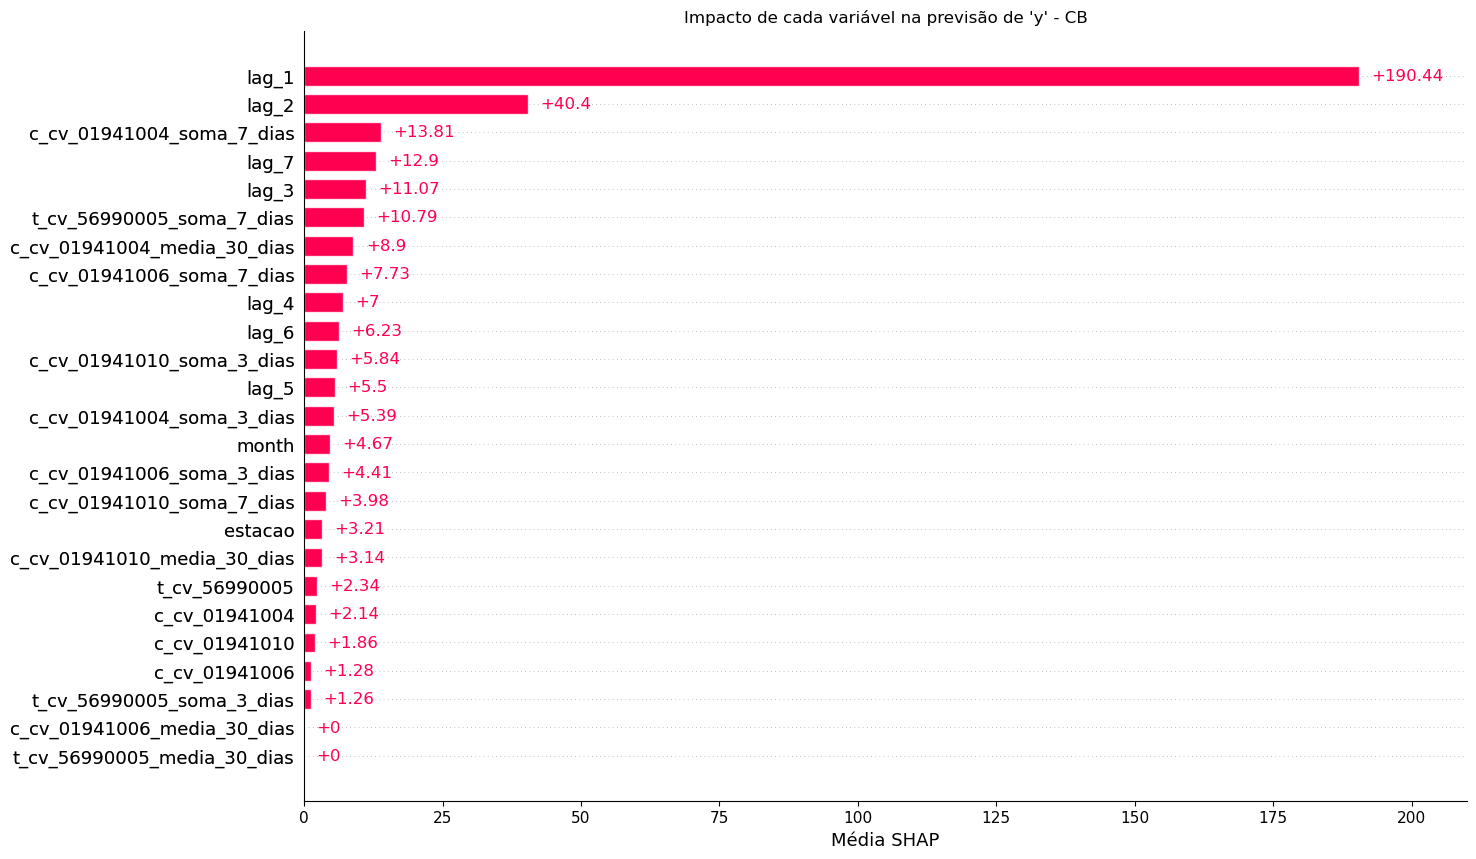 Impacto de cada variável na previsão de 'y' - CB
lag_1 +190.44
lag_2 +40.4
c_cv_01941004_soma_7_dias +13.81
lag_7 +12.9
lag_3 +11.07
t_cv_56990005_soma_7_dias +10.79
c_cv_01941004_media_30_dias +8.9
c_cv_01941006_soma_7_dias +7.73
lag_4 +7
lag_6 +6.23
c_cv_01941010_soma_3_dias +5.84
lag_5 +5.5
c_cv_01941004_soma_3_dias +5.39
month +4.67
c_cv_01941006_soma_3_dias +4.41
c_cv_01941010_soma_7_dias +3.98
estacao +3.21
c_cv_01941010_media_30_dias +3.14
t_cv_56990005 +2.34
c_cv_01941004 +2.14
c_cv_01941010 +1.86
c_cv_01941006 +1.28
t_cv_56990005_soma_3_dias +1.26
c_cv_01941006_media_30_dias +0
t_cv_56990005_media_30_dias +0
0 25 50 75 100 125 150 175 200
Média SHAP